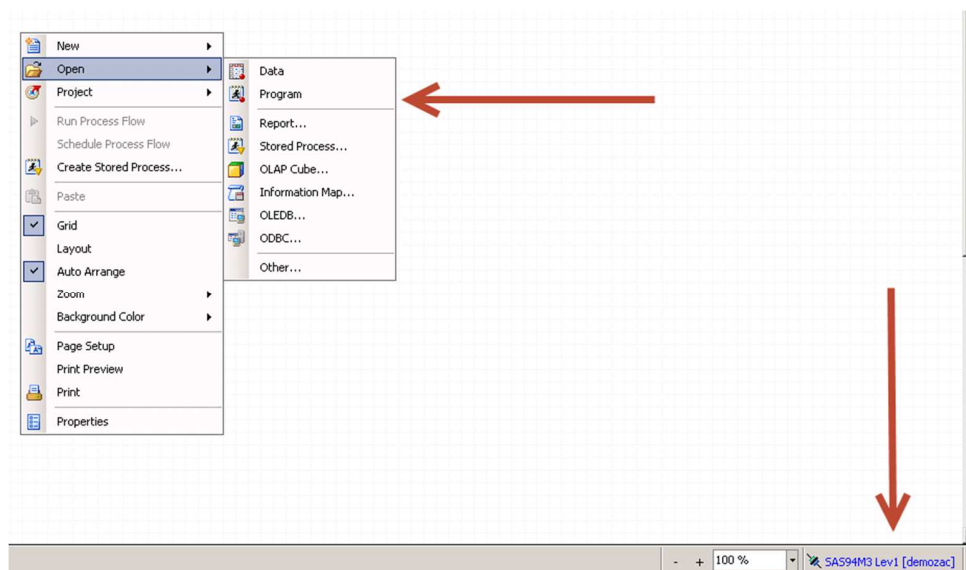 New
Open
Project
Run Process Flow
Schedule Process Flow
Create Stored Process...
Paste
Grid
Layout
Auto Arrange
Zoom
Background Color
Page Setup
Print Preview
Print
Properties
Data
Program
Report...
Stored Process...
OLAP Cube...
Information Map...
OLEDB...
ODBC...
Other...
- + 100 % SAS94M3 Lev1 [demozac]